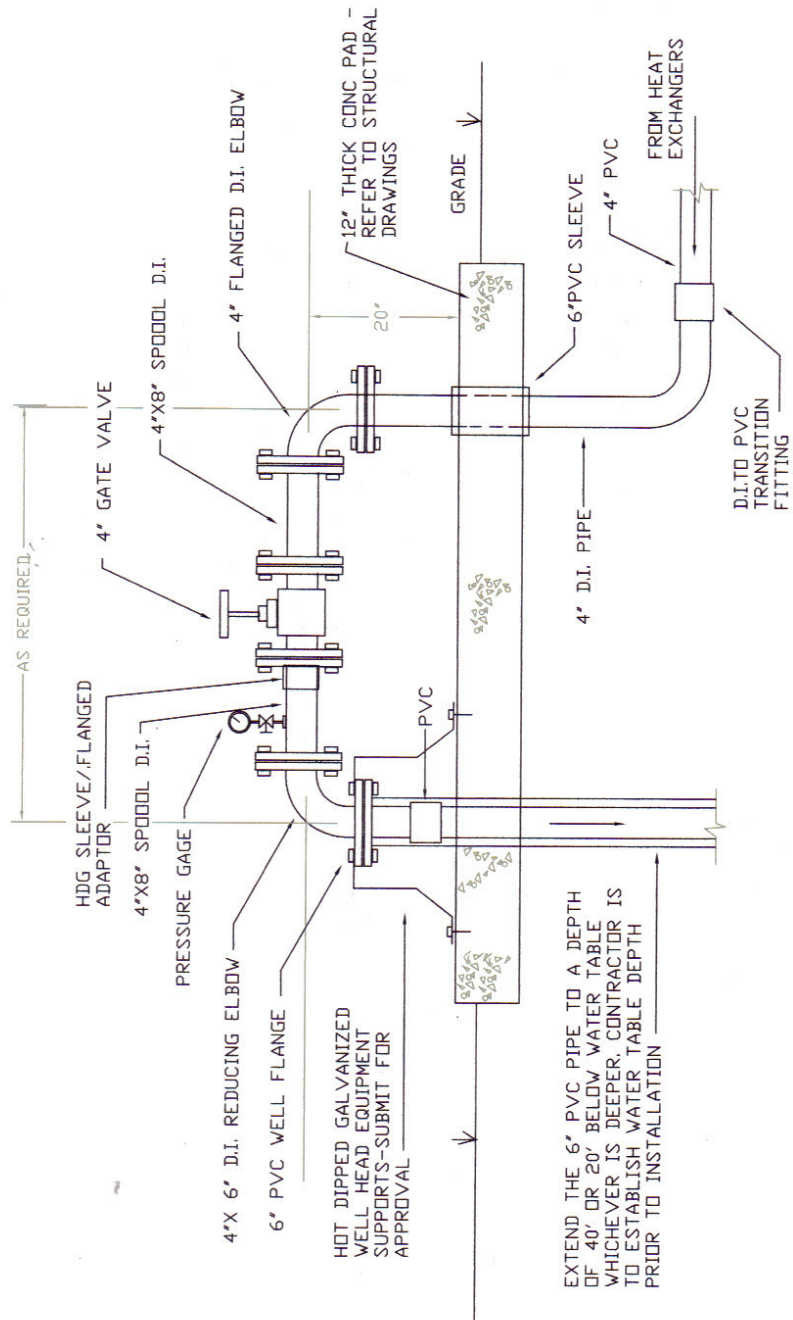 AS REQUIRED
HDG SLEEVE/FLANGED
ADAPTOR
4"X8" SPOOOL D.I.
PRESSURE GAGE
4"X 6" D.I. REDUCING ELBOW
6" PVC WELL FLANGE
HOT DIPPED GALVANIZED
WELL HEAD EQUIPMENT
SUPPORTS-SUBMIT FOR
APPROVAL
EXTEND THE 6" PVC PIPE TO A DEPTH
OF 40' OR 20' BELOW WATER TABLE
WHICHEVER IS DEEPER. CONTRACTOR IS
TO ESTABLISH WATER TABLE DEPTH
PRIOR TO INSTALLATION
4" GATE VALVE
4"X8" SPOOOL D.I.
4" FLANGED D.I. ELBOW
20"
12" THICK CONC PAD -
REFER TO STRUCTURAL
DRAWINGS
GRADE
PVC
6"PVC SLEEVE
4" PVC
FROM HEAT
EXCHANGERS
4" D.I. PIPE
D.I.TO PVC
TRANSITION
FITTING